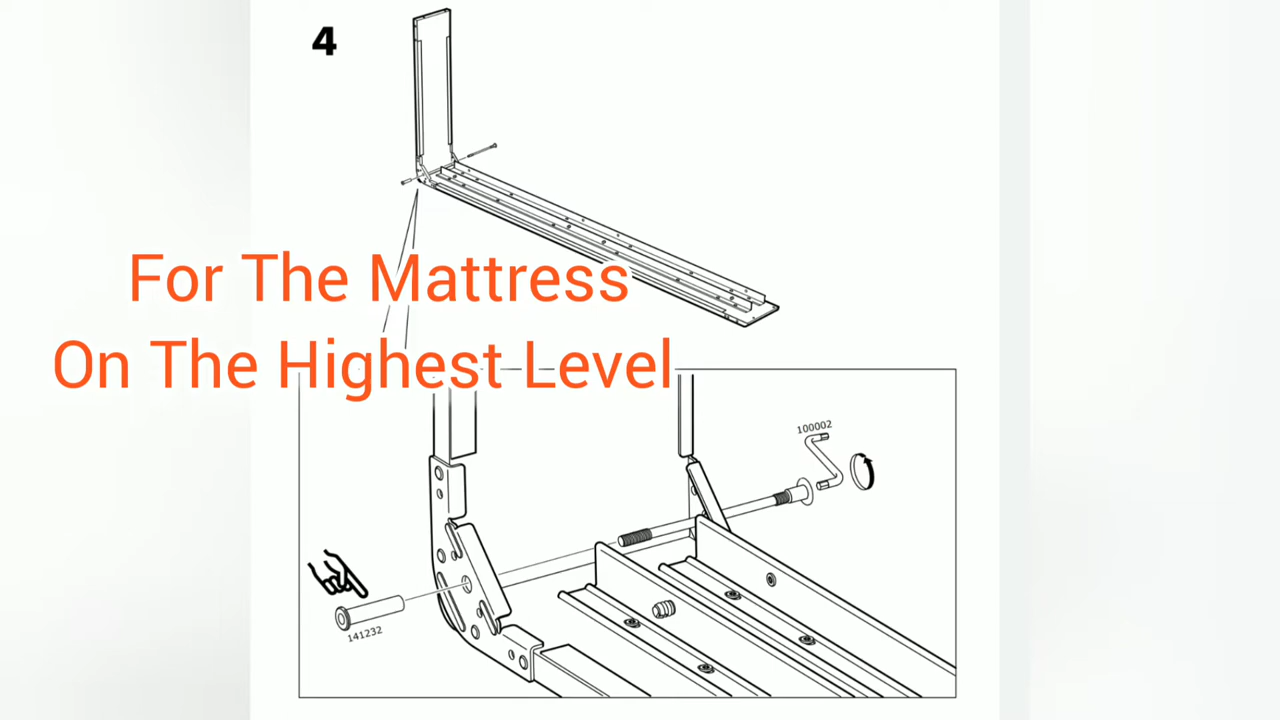 4
For The Mattress
On The Highest Level
100002
141232